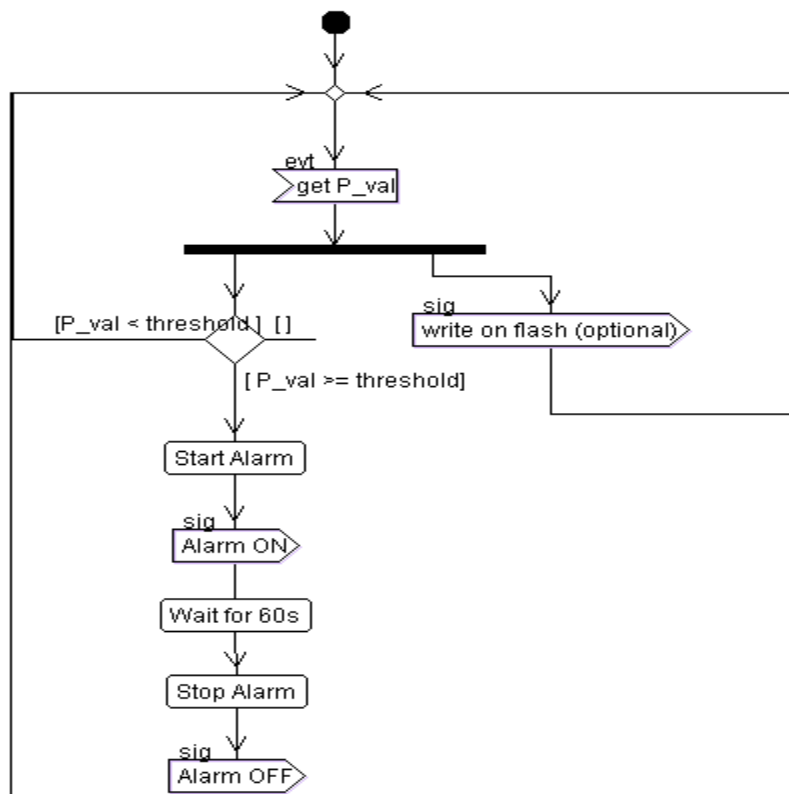 evt
get P_val
[P_val < threshold ] [ ]
sig
write on flash (optional)
[ P_val >= threshold]
Start Alarm
sig
Alarm ON
Wait for 60s
Stop Alarm
sig
Alarm OFF